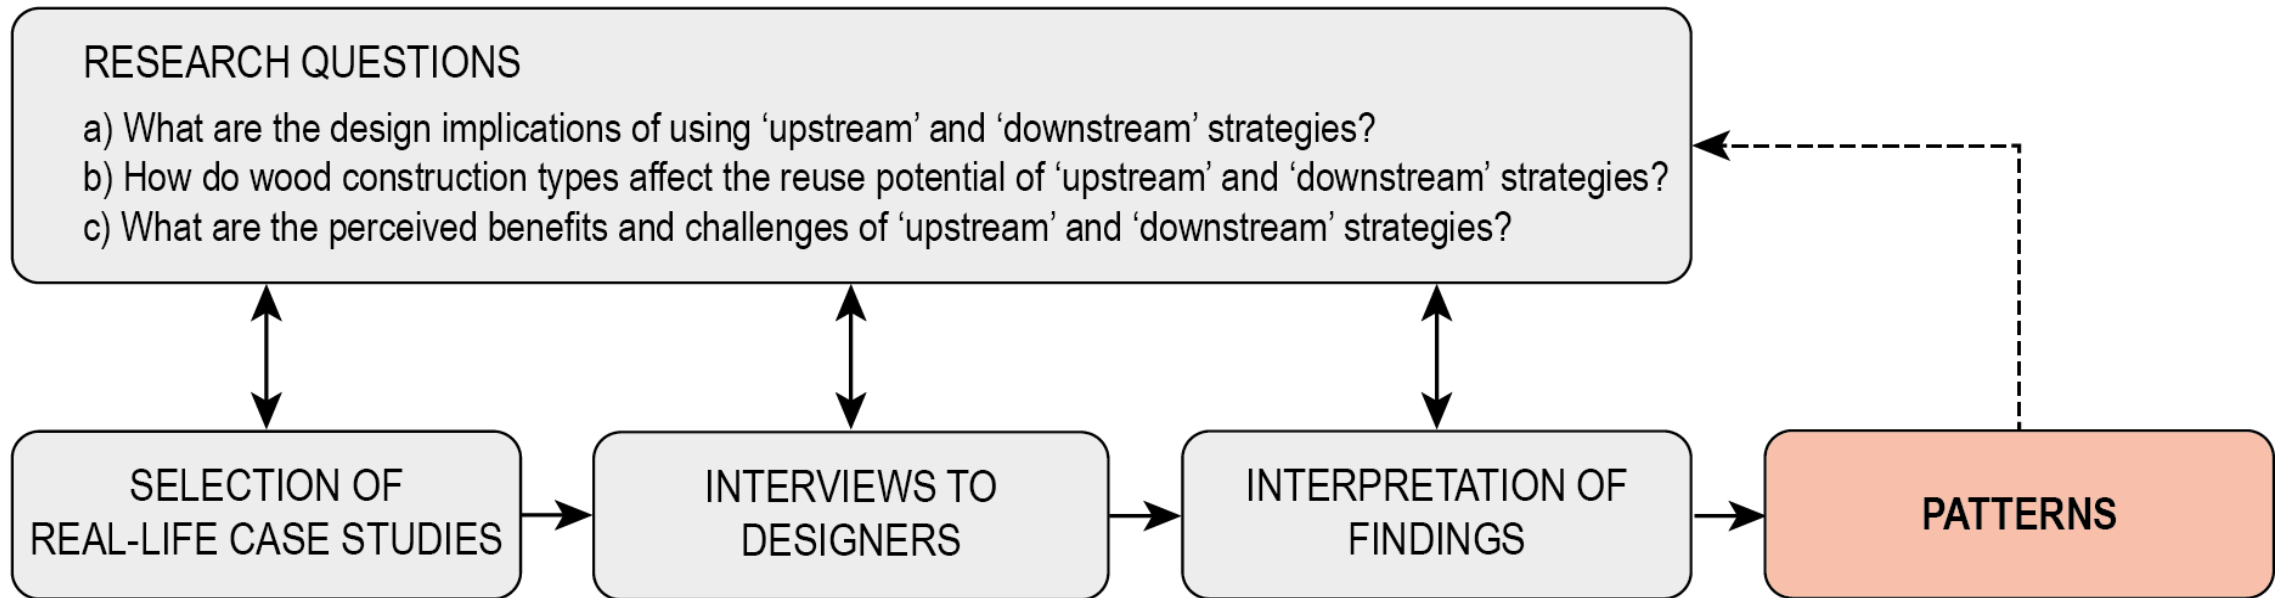 RESEARCH QUESTIONS
a) What are the design implications of using ‘upstream’ and ‘downstream’ strategies?
b) How do wood construction types affect the reuse potential of ‘upstream’ and ‘downstream’ strategies?
c) What are the perceived benefits and challenges of ‘upstream’ and ‘downstream’ strategies?
SELECTION OF
REAL-LIFE CASE STUDIES
INTERVIEWS TO
DESIGNERS
INTERPRETATION OF
FINDINGS
PATTERNS